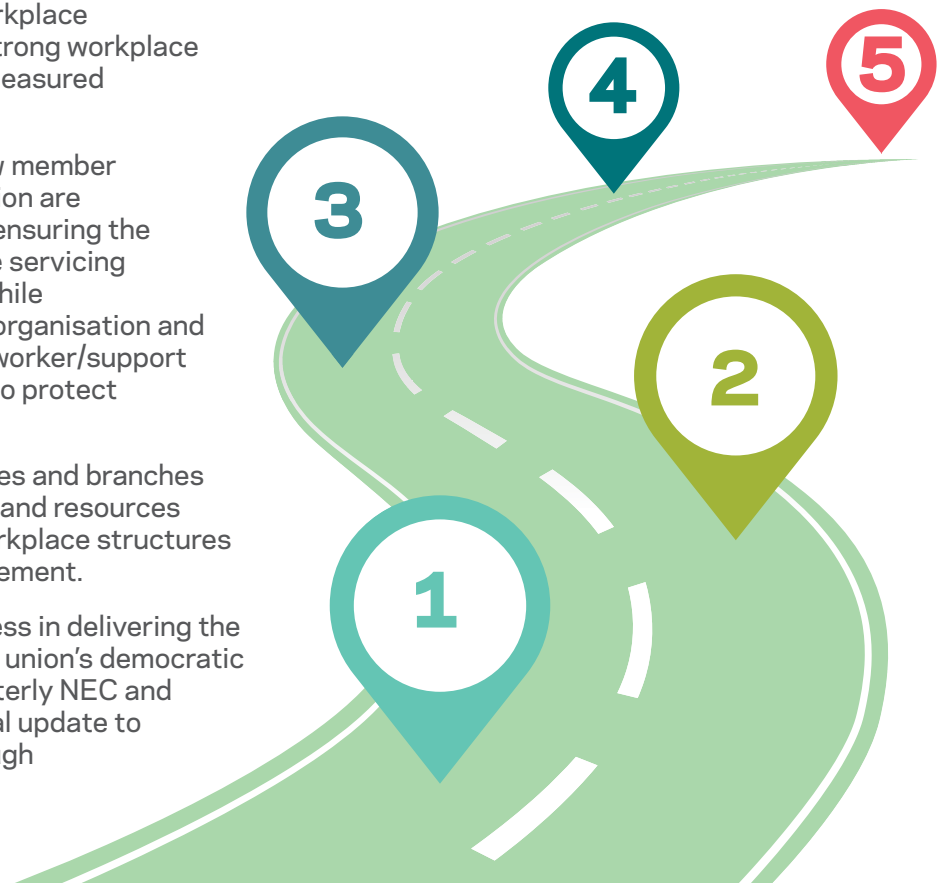 rkplace
trong workplace
easured
w member
ion are
ensuring the
e servicing
hile
organisation and
worker/support
o protect
es and branches
and resources
rkplace structures
ement.
ess in delivering the
union's democratic
terly NEC and
al update to
ugh
5
4
3
2
1